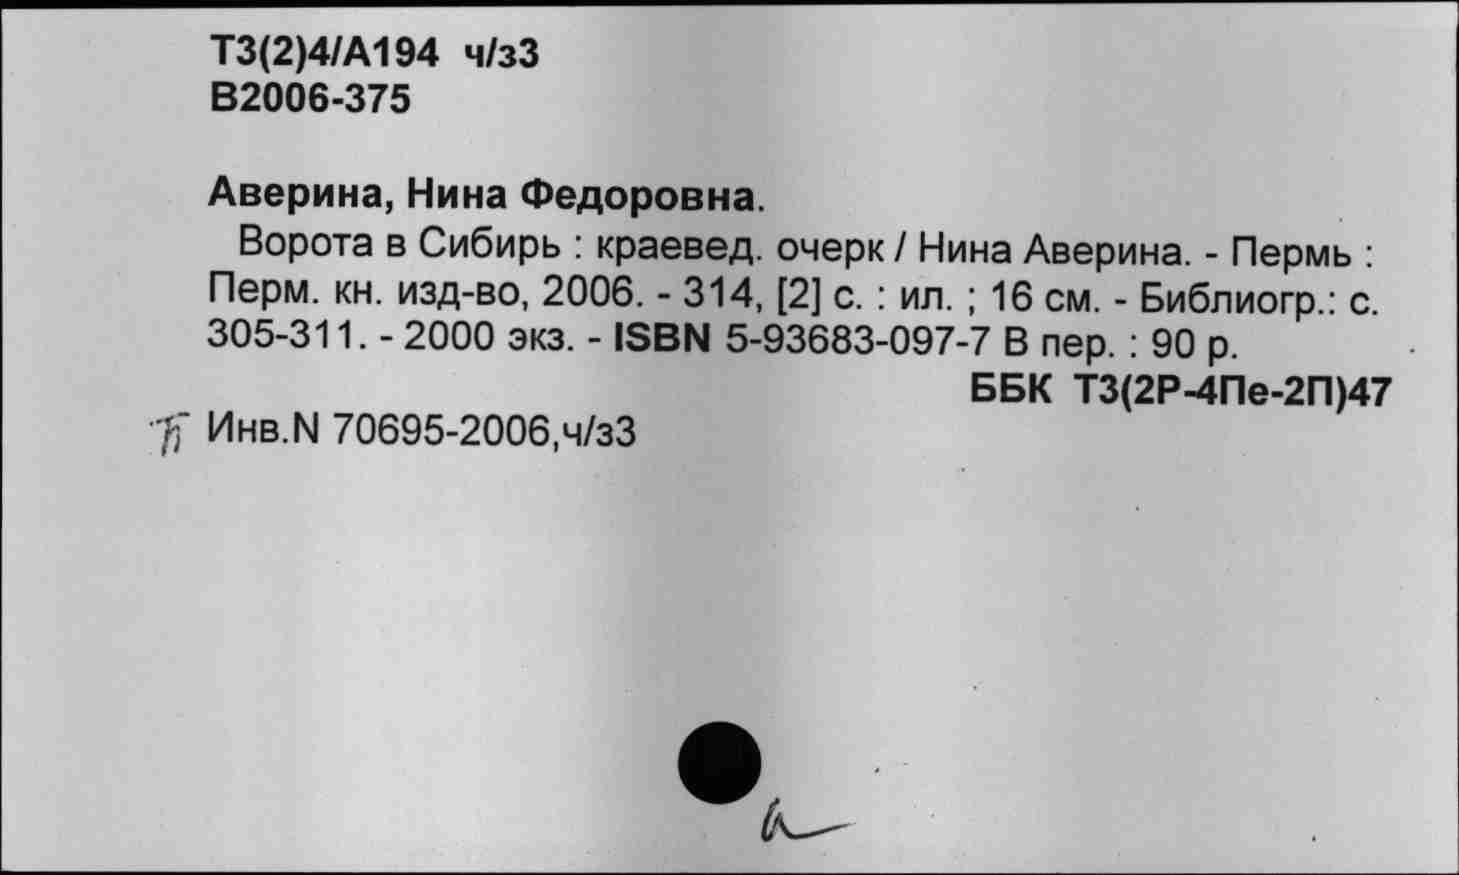 Т3(2)4/А194 ч/з3
В2006-375
Аверина, Нина Федоровна.
Ворота в Сибирь : краевед. очерк / Нина Аверина. - Пермь :
Перм. кн. изд-во, 2006. - 314, [2] с. : ил. ; 16 см. - Библиогр.: с.
305-311. - 2000 экз. - ISBN 5-93683-097-7 В пер. : 90 р.
ББК Т3(2Р-4Пе-2П)47
Инв.N 70695-2006,ч/з3